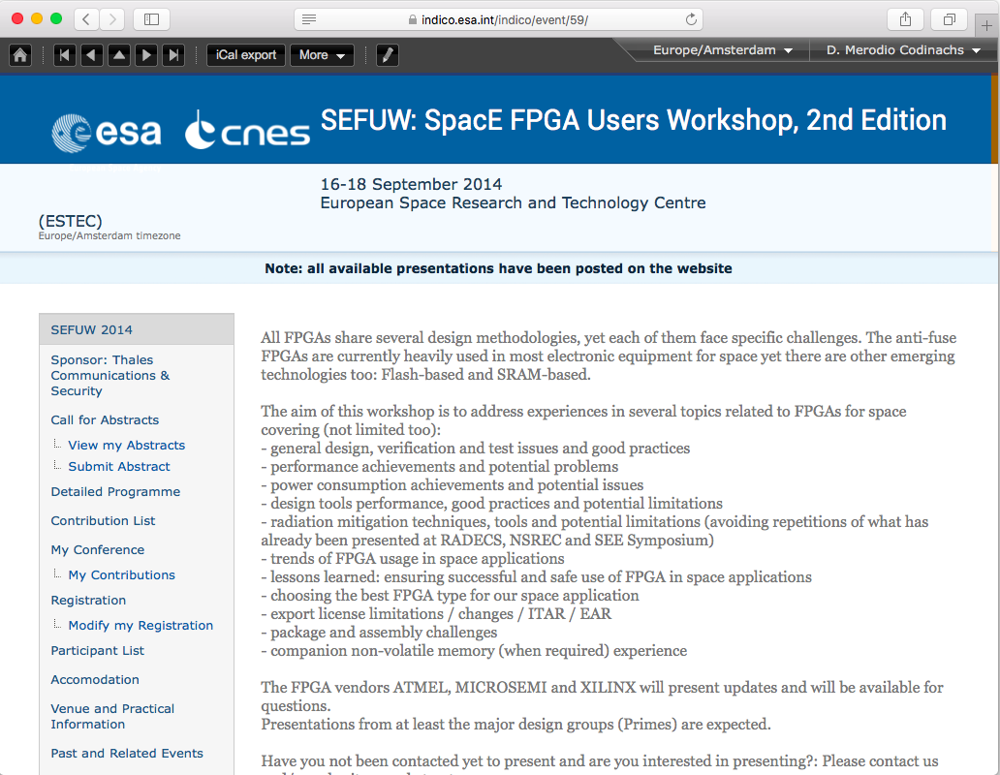 indico.esa.int/indico/event/59/
iCal export
More
Europe/Amsterdam
D. Merodio Codinachs
esa
cnes
SEFUW: SpacE FPGA Users Workshop, 2nd Edition
16-18 September 2014
European Space Research and Technology Centre
(ESTEC)
Europe/Amsterdam timezone
Note: all available presentations have been posted on the website
SEFUW 2014
Sponsor: Thales
Communications &
Security
Call for Abstracts
View my Abstracts
Submit Abstract
Detailed Programme
Contribution List
My Conference
My Contributions
Registration
Modify my Registration
Participant List
Accomodation
Venue and Practical
Information
Past and Related Events
All FPGAs share several design methodologies, yet each of them face specific challenges. The anti-fuse
FPGAs are currently heavily used in most electronic equipment for space yet there are other emerging
technologies too: Flash-based and SRAM-based.
The aim of this workshop is to address experiences in several topics related to FPGAs for space
covering (not limited too):
- general design, verification and test issues and good practices
- performance achievements and potential problems
- power consumption achievements and potential issues
- design tools performance, good practices and potential limitations
- radiation mitigation techniques, tools and potential limitations (avoiding repetitions of what has
already been presented at RADECS, NSREC and SEE Symposium)
- trends of FPGA usage in space applications
- lessons learned: ensuring successful and safe use of FPGA in space applications
- choosing the best FPGA type for our space application
- export license limitations / changes / ITAR / EAR
- package and assembly challenges
- companion non-volatile memory (when required) experience
The FPGA vendors ATMEL, MICROSEMI and XILINX will present updates and will be available for
questions.
Presentations from at least the major design groups (Primes) are expected.
Have you not been contacted yet to present and are you interested in presenting?: Please contact us